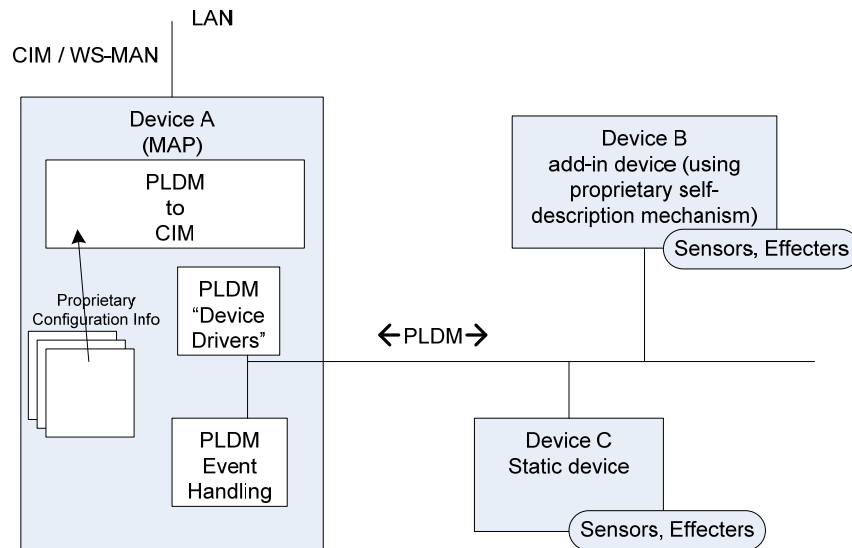 LAN
CIM / WS-MAN
Device A
(MAP)
PLDM
to
CIM
Proprietary
Configuration Info
PLDM
“Device
Drivers”
PLDM
Event
Handling
PLDM
Device B
add-in device (using
proprietary self-
description mechanism)
Sensors, Effecters
Device C
Static device
Sensors, Effecters